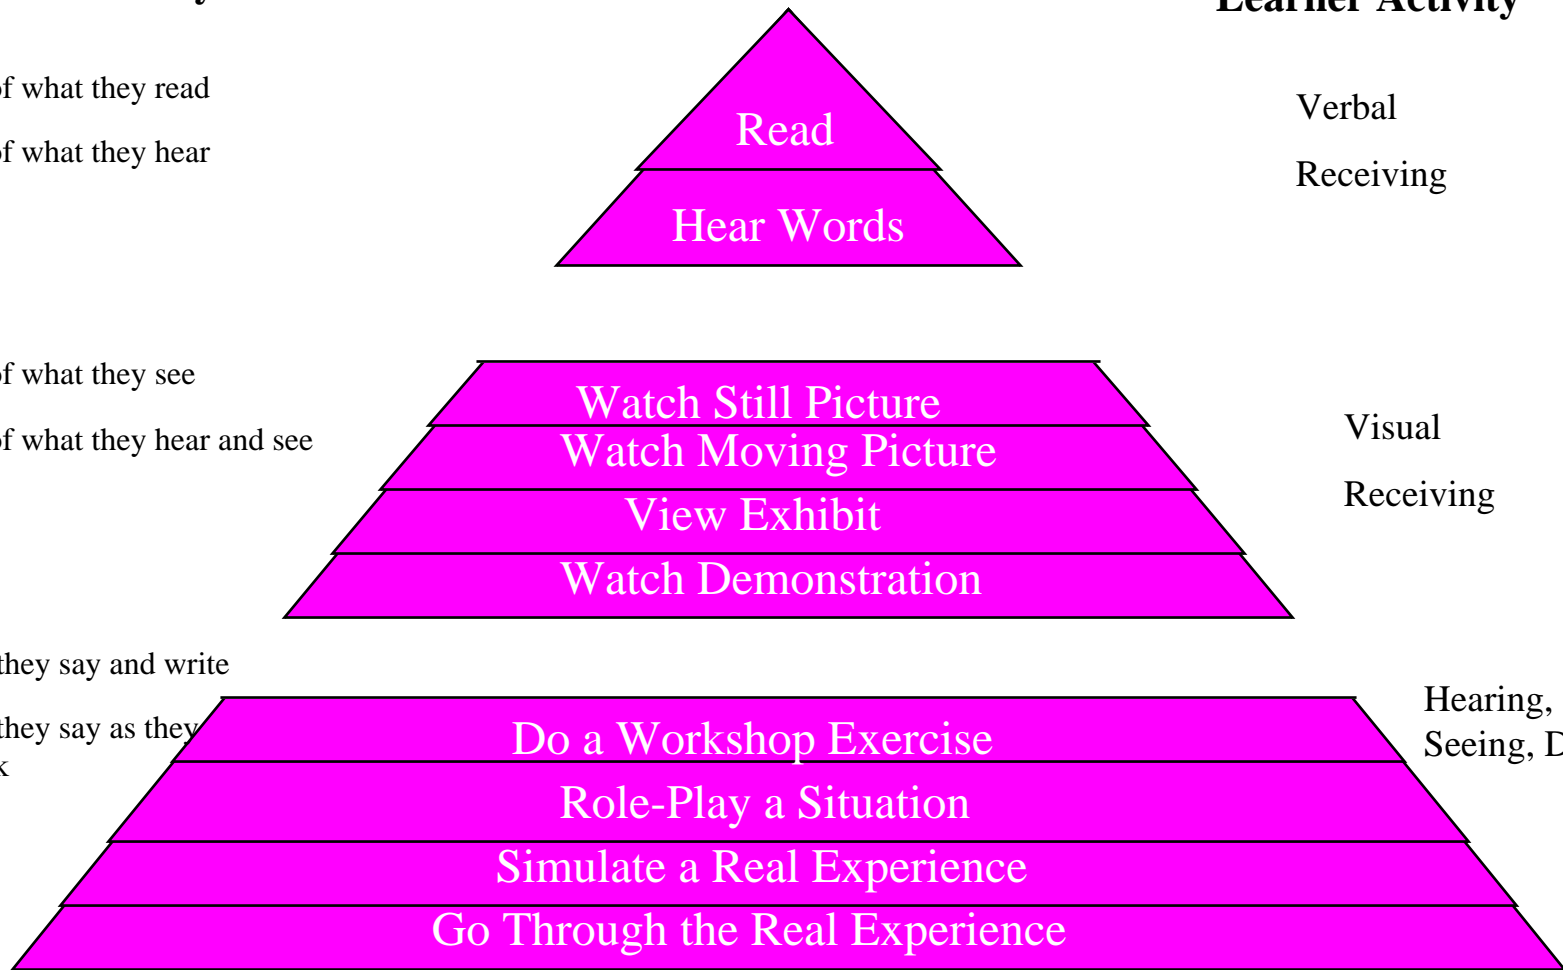 Learner Activity
of what they read
of what they hear
Read
Hear Words
Verbal
Receiving
of what they see
of what they hear and see
Watch Still Picture
Watch Moving Picture
View Exhibit
Watch Demonstration
Visual
Receiving
they say and write
they say as they
Do a Workshop Exercise
Role-Play a Situation
Simulate a Real Experience
Go Through the Real Experience
Hearing,
Seeing,